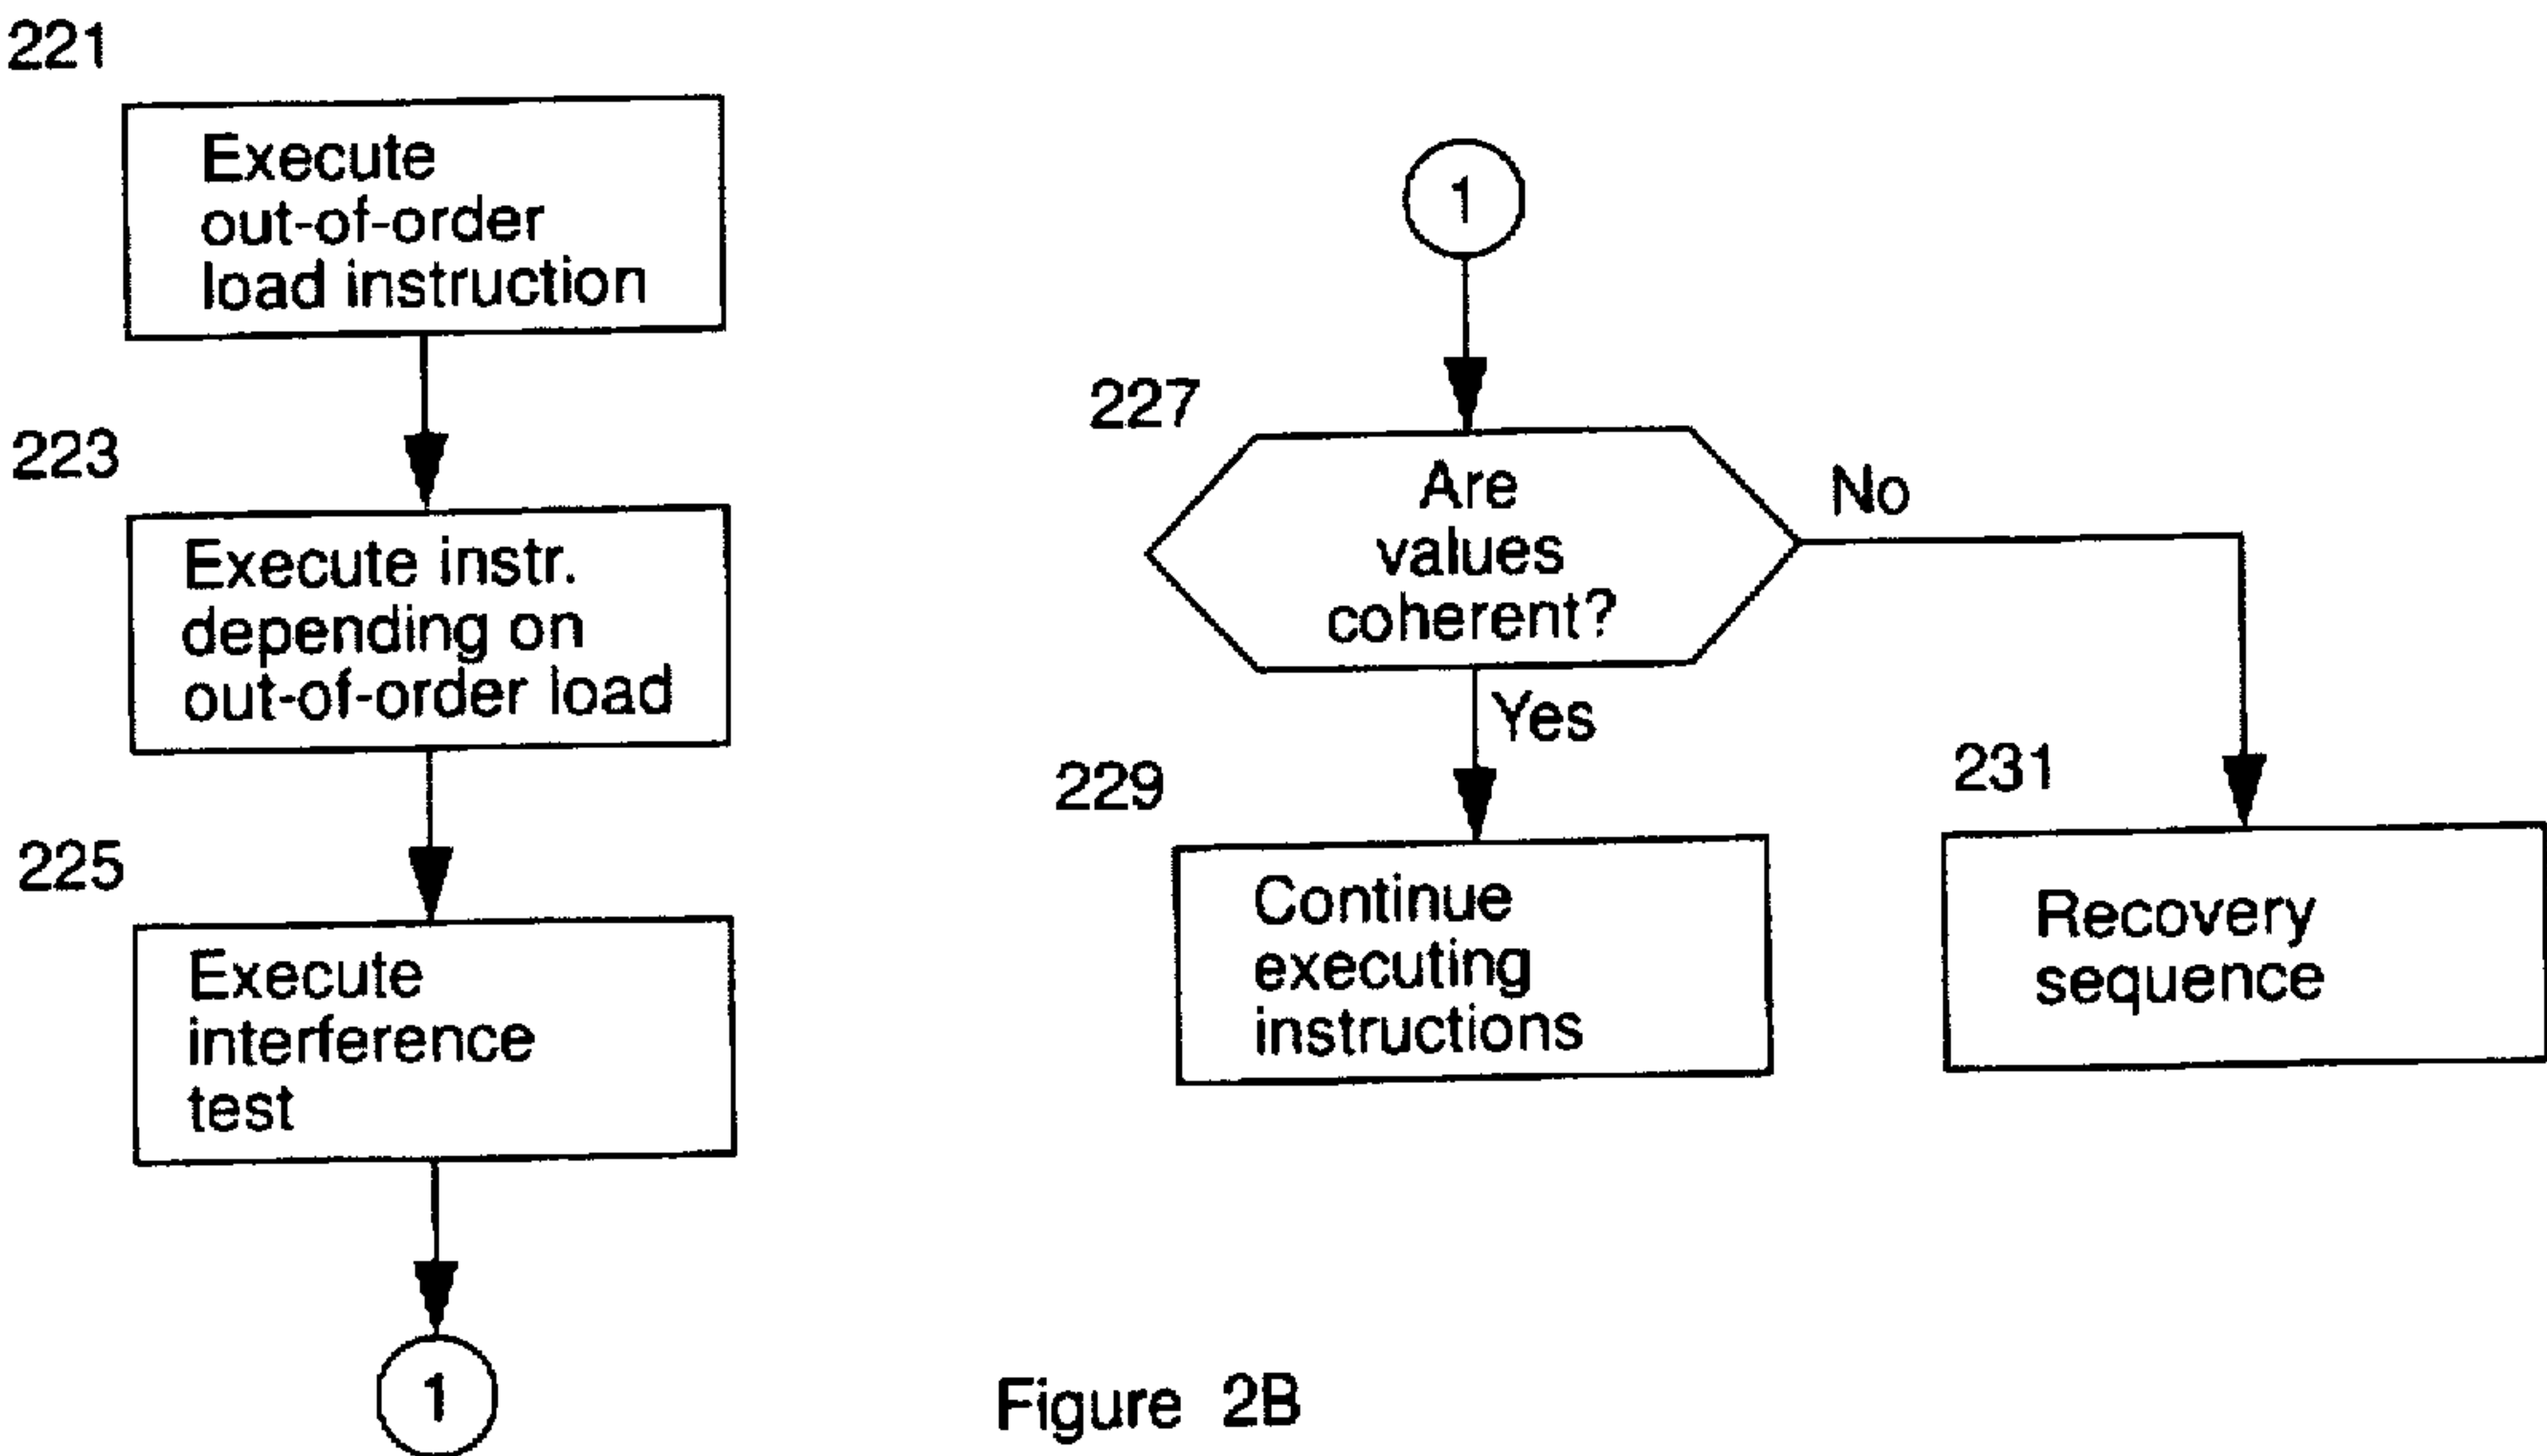 221
Execute
out-of-order
load instruction
223
Execute instr.
depending on
out-of-order load
225
Execute
interference
test
1
1
227
Are
values
coherent?
No
Yes
229
Continue
executing
instructions
231
Recovery
sequence
Figure 2B